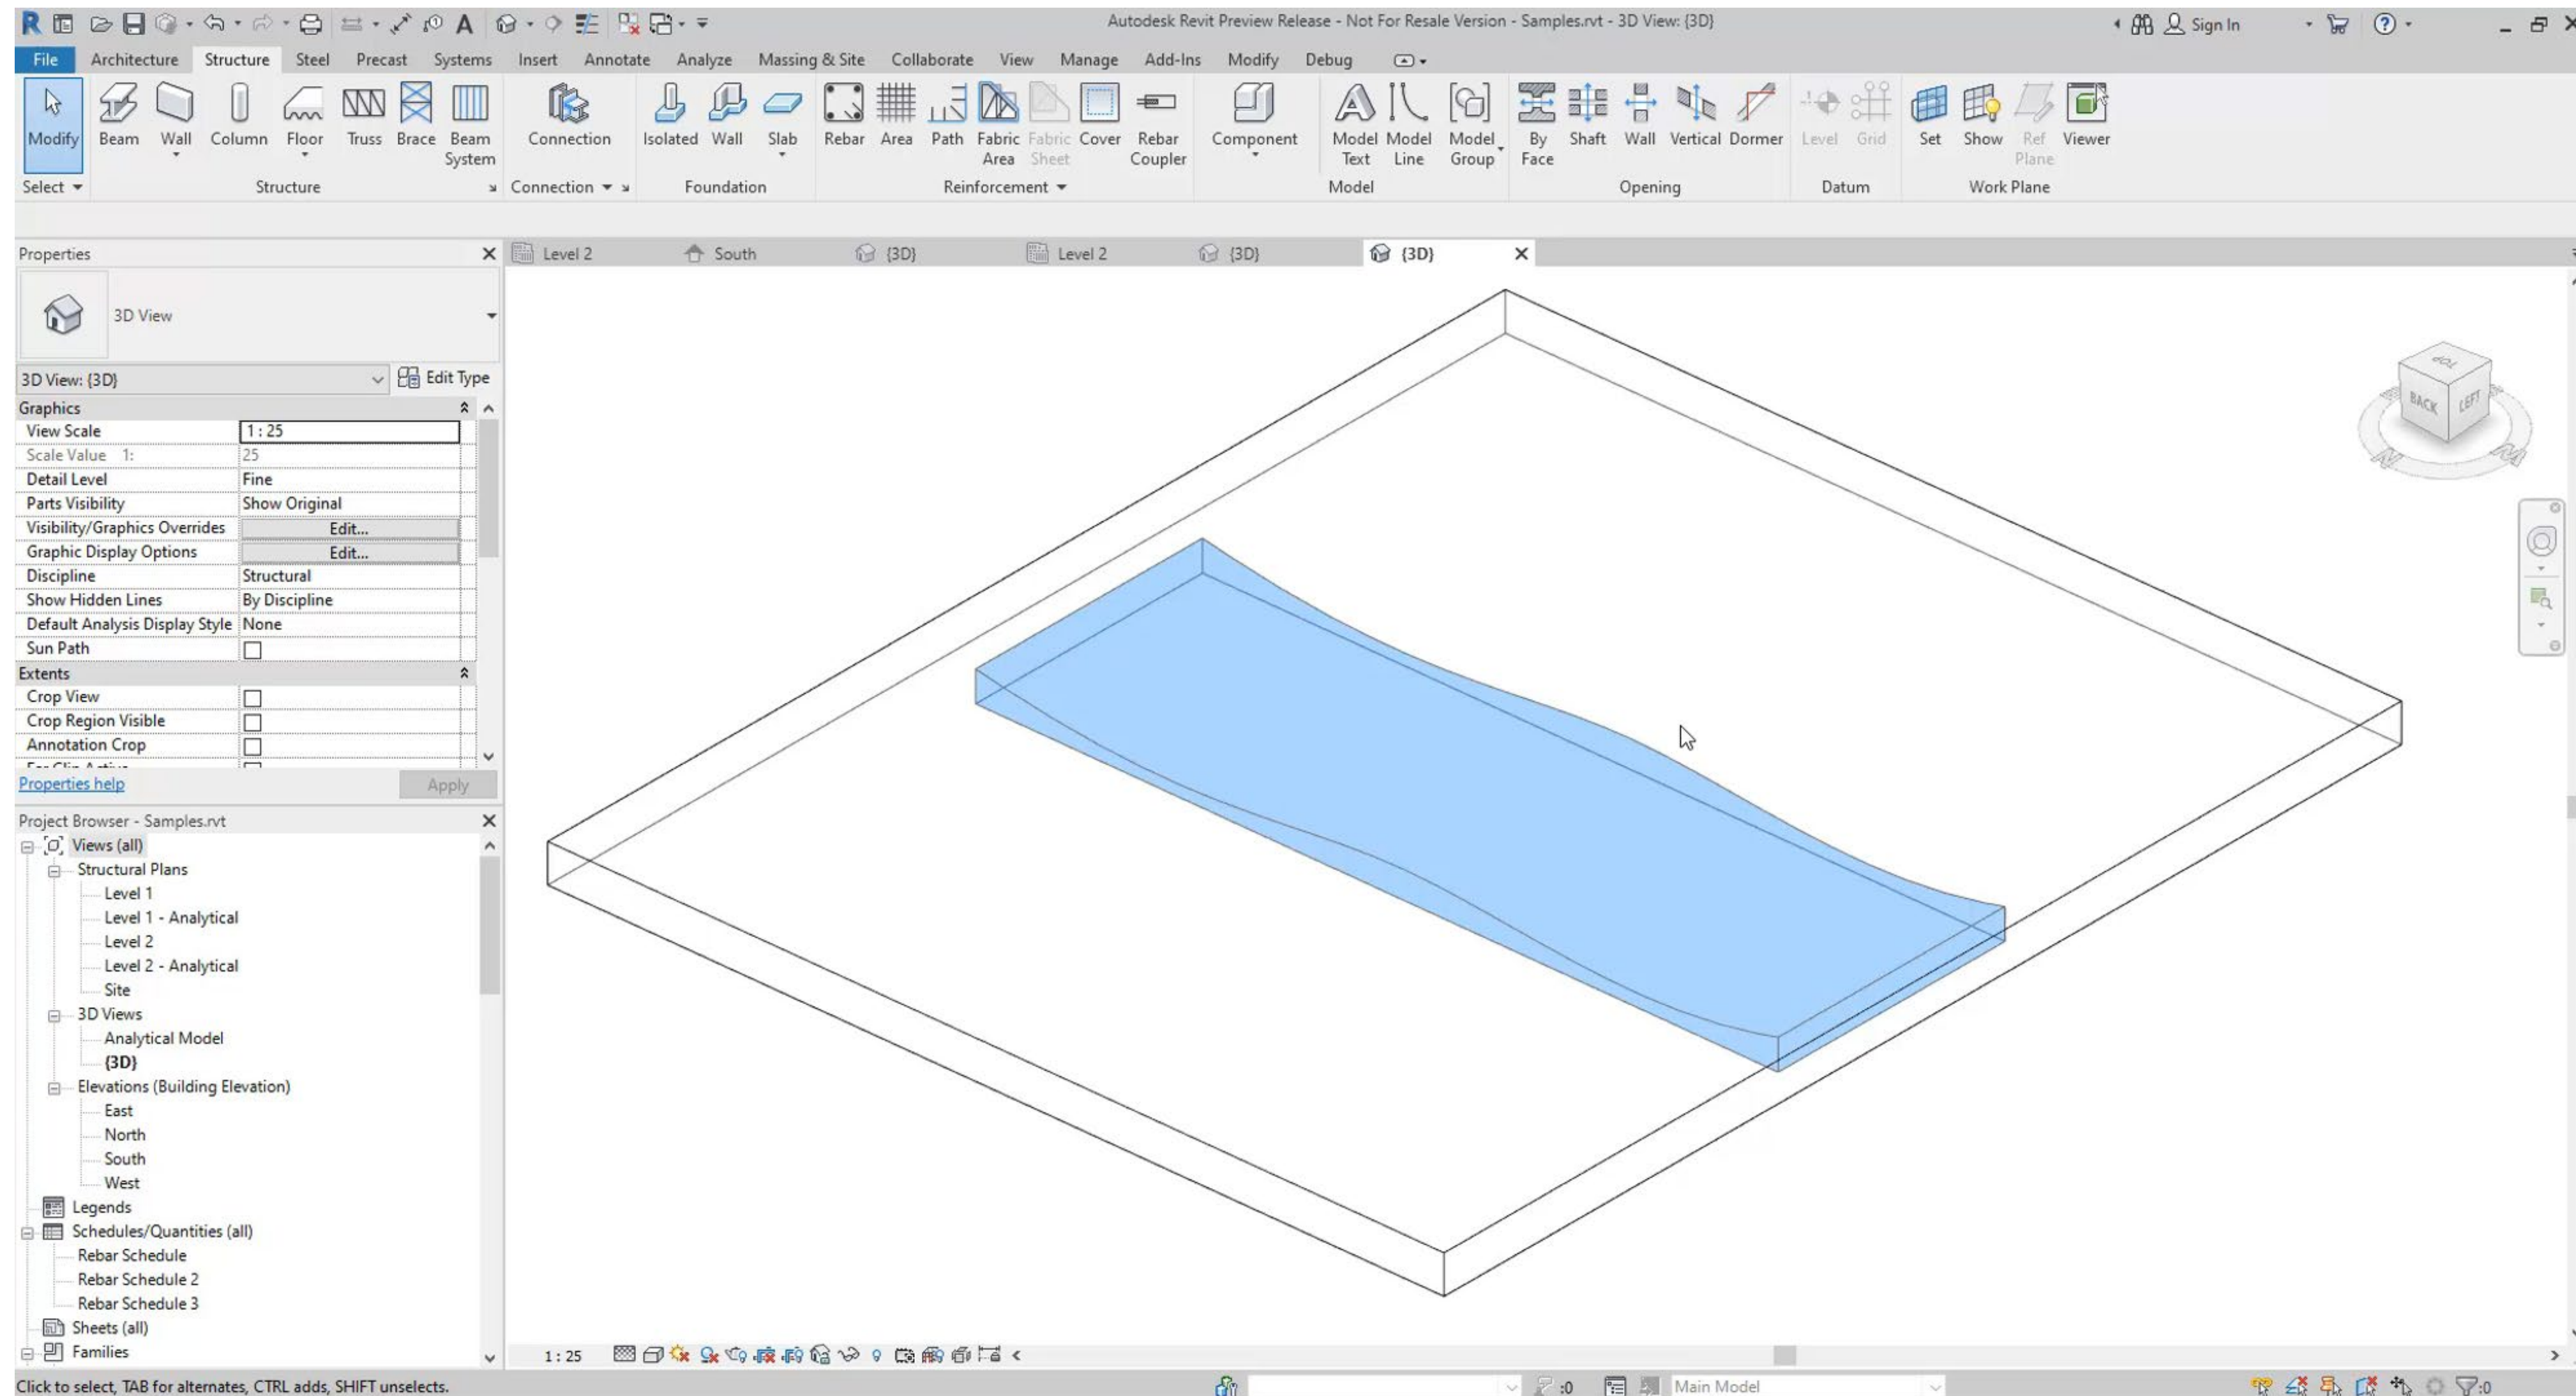 Autodesk Revit Preview Release - Not For Resale Version - Samples.rvt - 3D View: {3D}
Sign In
File Architecture Structure Steel Precast Systems Insert Annotate Analyze Massing & Site Collaborate View Manage Add-Ins Modify Debug
Modify Beam Wall Column Floor Truss Brace Beam System Connection Isolated Wall Slab Rebar Area Path Fabric Area Fabric Sheet Cover Rebar Coupler Component Model Text Model Line Model Group By Face Shaft Wall Vertical Dormer Level Grid Set Show Ref Plane Viewer
Select Structure Connection Foundation Reinforcement Model Opening Datum Work Plane
Properties
Level 2 South {3D} Level 2 {3D} {3D}
3D View
3D View: {3D} Edit Type
Graphics
View Scale 1 : 25
Scale Value 1: 25
Detail Level Fine
Parts Visibility Show Original
Visibility/Graphics Overrides Edit...
Graphic Display Options Edit...
Discipline Structural
Show Hidden Lines By Discipline
Default Analysis Display Style None
Sun Path
Extents
Crop View
Crop Region Visible
Annotation Crop
Properties help Apply
TOP
BACK LEFT
Project Browser - Samples.rvt
Views (all)
Structural Plans
Level 1
Level 1 - Analytical
Level 2
Level 2 - Analytical
Site
3D Views
Analytical Model
{3D}
Elevations (Building Elevation)
East
North
South
West
Legends
Schedules/Quantities (all)
Rebar Schedule
Rebar Schedule 2
Rebar Schedule 3
Sheets (all)
Families
1 : 25
Click to select, TAB for alternates, CTRL adds, SHIFT unselects.
:0
Main Model
:0